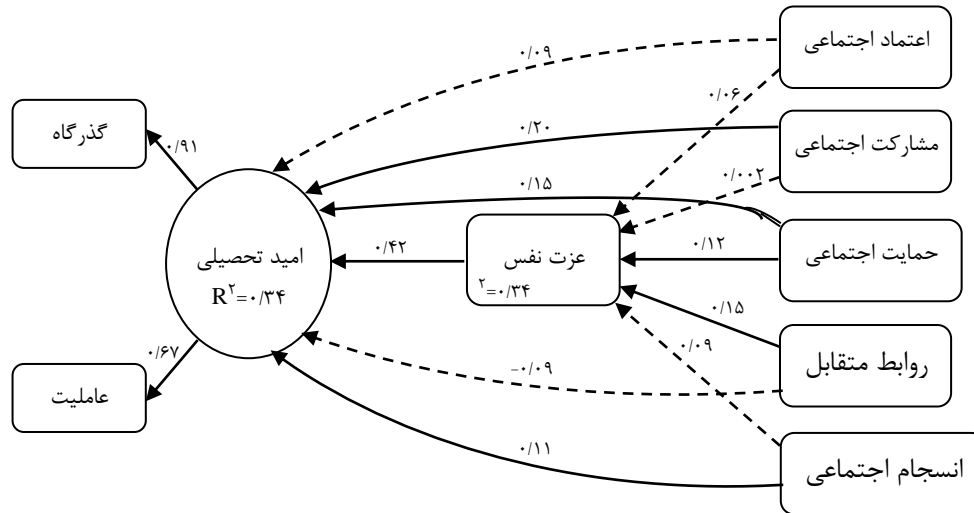 اعتماد اجتماعی
۰/۰۹
۰/۰۶
گذرگاه
۰/۹۱
۰/۲۰
مشارکت اجتماعی
۰/۰۰۲
۰/۱۵
امید تحصیلی
R۲=۰/۳۴
۰/۴۲
عزت نفس
۲=۰/۳۴
۰/۱۲
حمایت اجتماعی
۰/۱۵
روابط متقابل
۰/۰۹
−۰/۰۹
۰/۶۷
عاملیت
۰/۱۱
انسجام اجتماعی